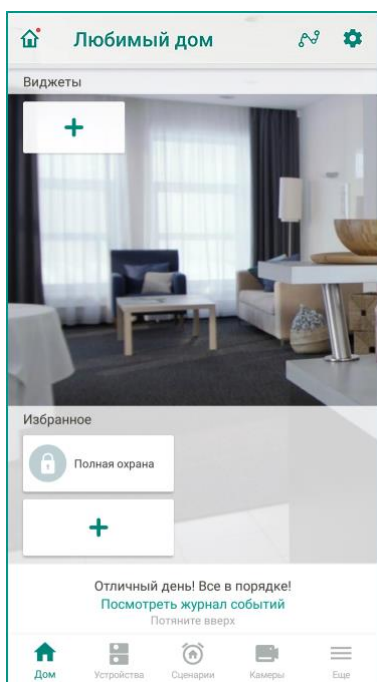 Любимый дом
Виджеты
Избранное
Полная охрана
Отличный день! Все в порядке!
Посмотреть журнал событий
Потяните вверх
Дом
Устройства
Сценарии
Камеры
Еще